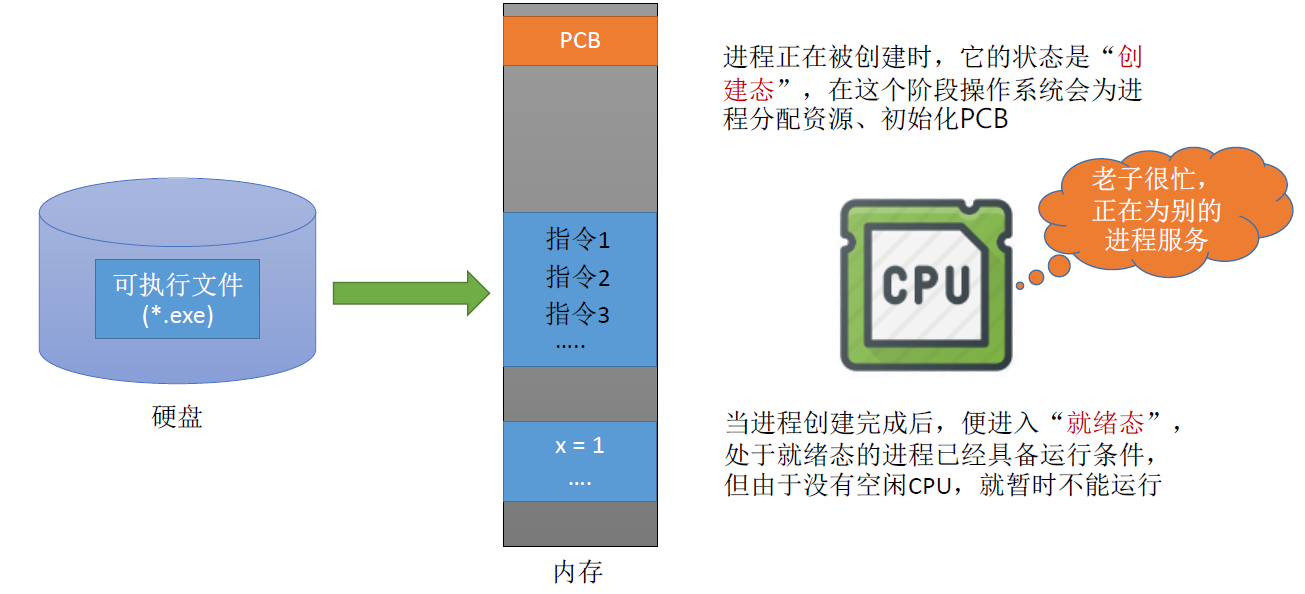 PCB
进程正在被创建时，它的状态是“创
建态”，在这个阶段操作系统会为进
程分配资源、初始化PCB
老子很忙，
正在为别的
进程服务
指令1
指令2
指令3
…..
可执行文件
(*.exe)
CPU
硬盘
x = 1
….
当进程创建完成后，便进入“就绪态”，
处于就绪态的进程已经具备运行条件，
但由于没有空闲CPU，就暂时不能运行
内存